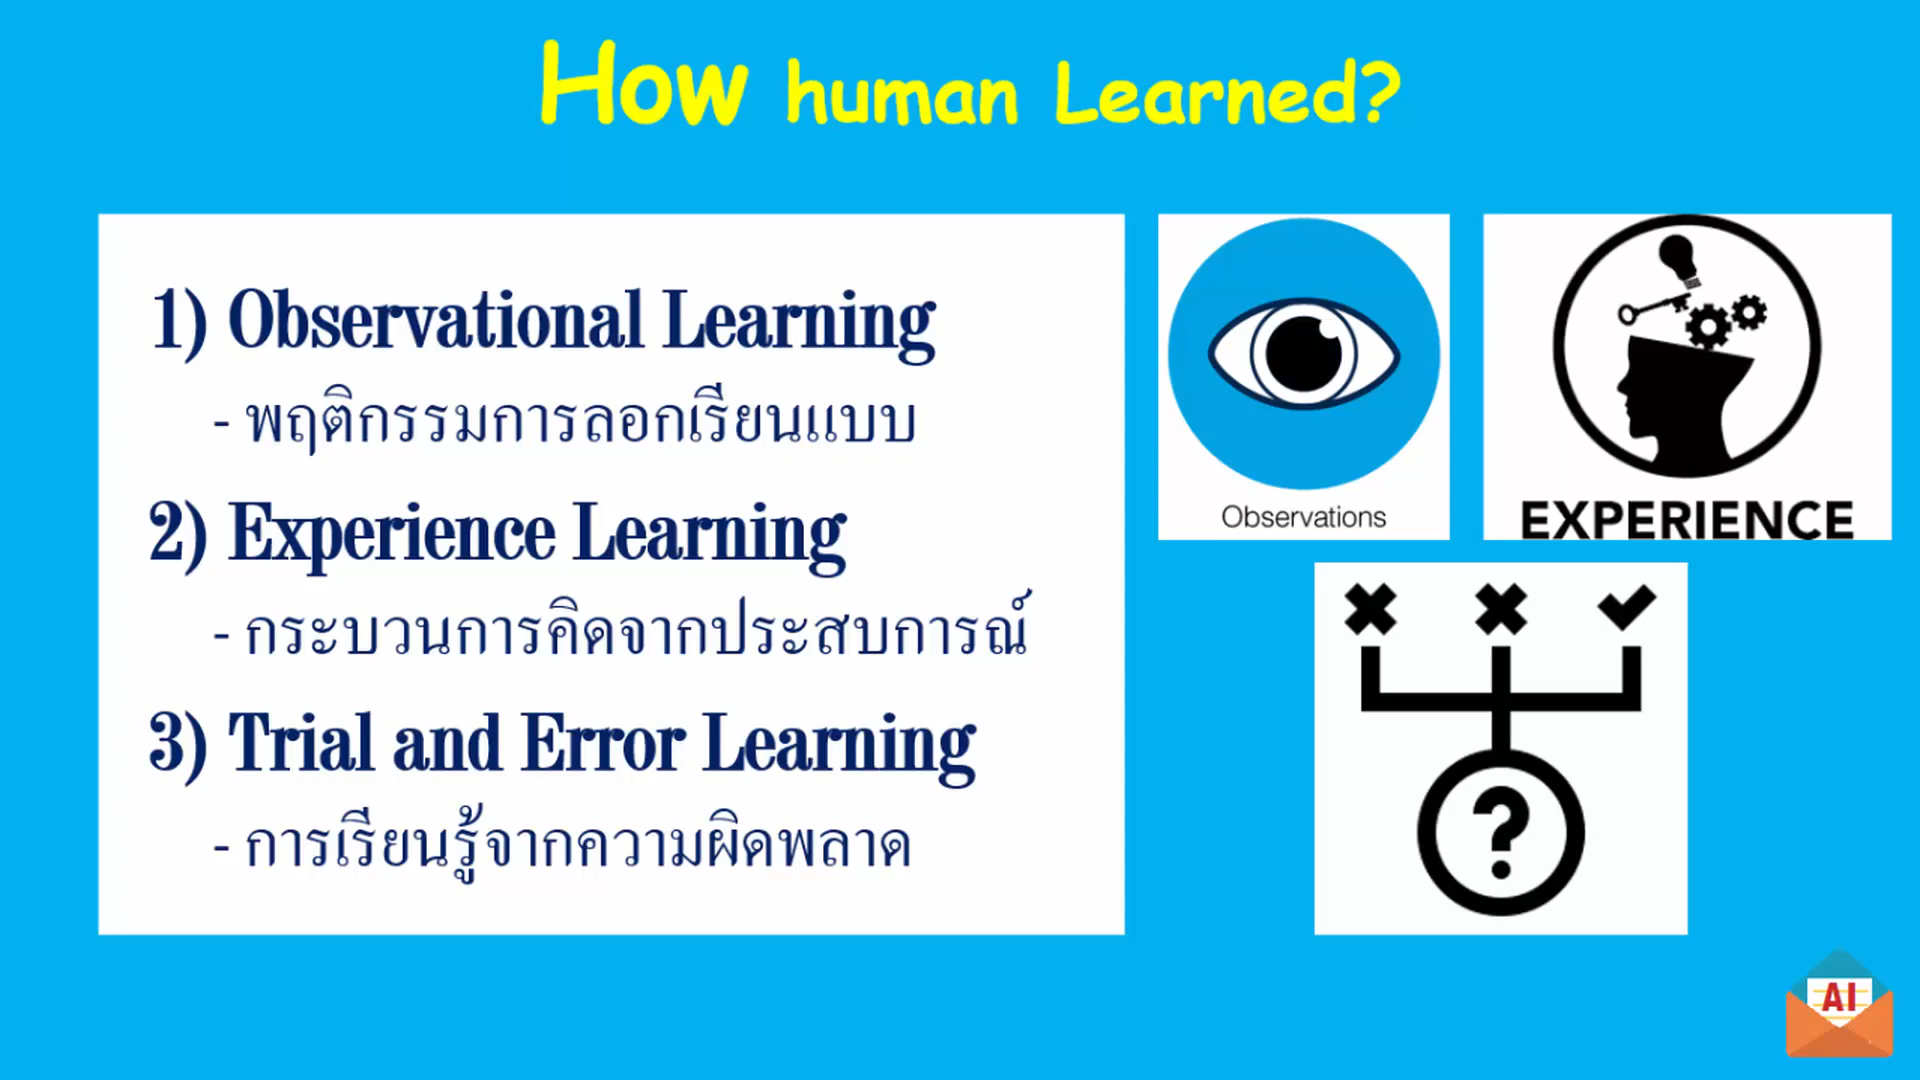 How human Learned?
1) Observational Learning
- พฤติกรรมการลอกเรียนแบบ
2) Experience Learning
- กระบวนการคิดจากประสบการณ์
3) Trial and Error Learning
- การเรียนรู้จากความผิดพลาด
Observations
EXPERIENCE
?
AI